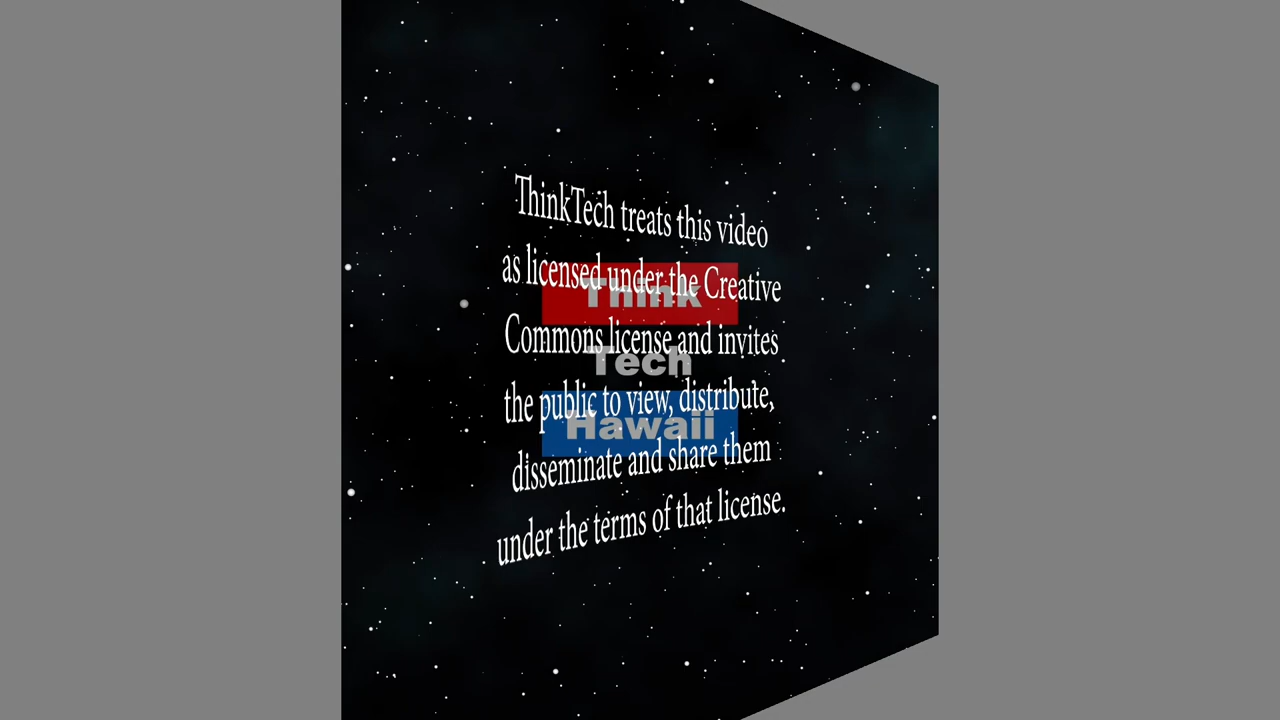 ThinkTech treats this video
as licensed under the Creative
Think
Commons license and invites
Tech
the public to view, distribute,
Hawaii
disseminate and share them
under the terms of that license.